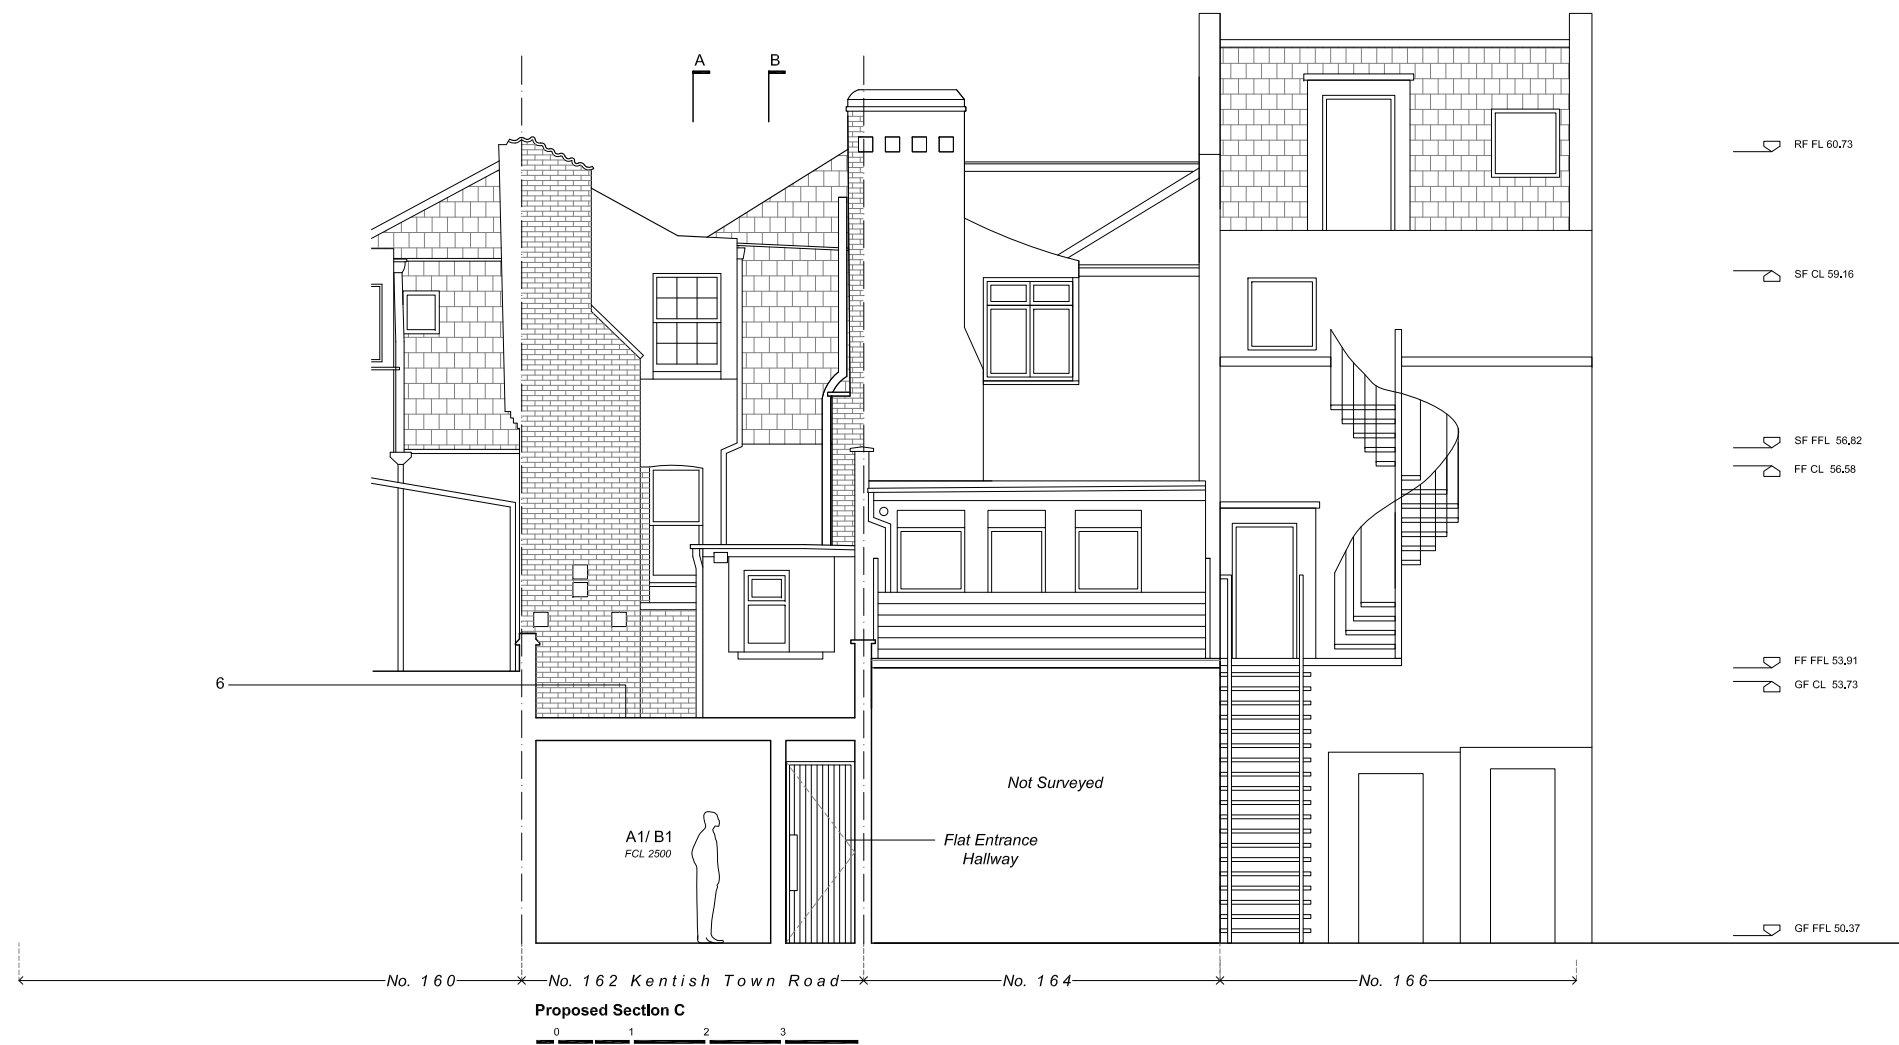 A B
RF FL 60.73
SF CL 59.16
SF FFL 56.82
FF CL 56.58
FF FFL 53.91
GF CL 53.73
6
Not Surveyed
A1/ B1
FCL 2500
Flat Entrance
Hallway
GF FFL 50.37
No. 160 No. 162 Kentish Town Road No. 164 No. 166
Proposed Section C
0 1 2 3